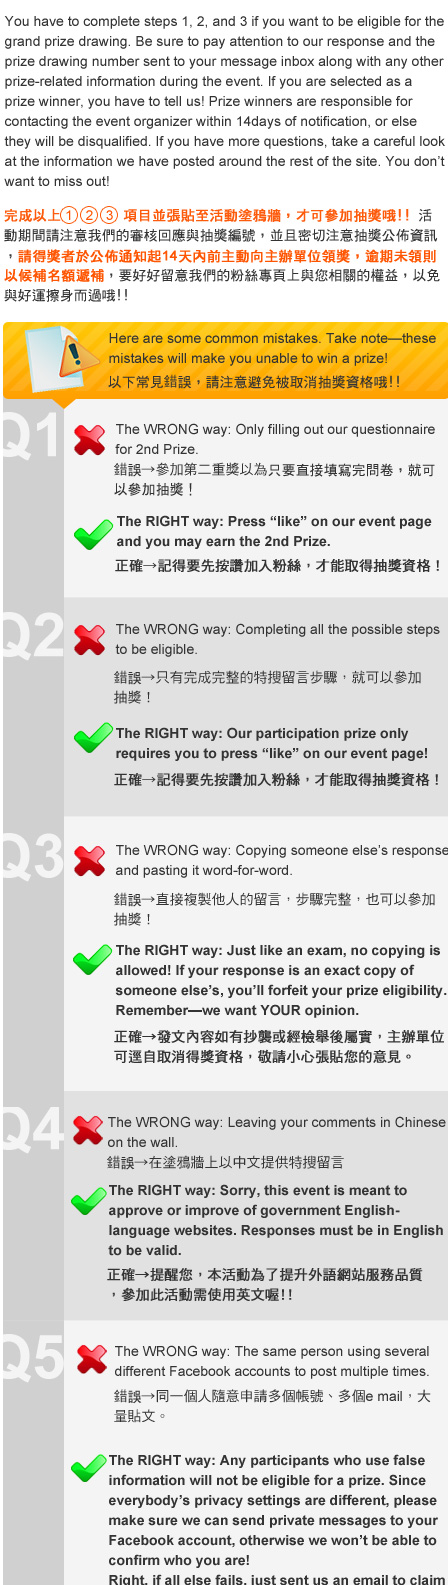 You have to complete steps 1, 2, and 3 if you want to be eligible for the
grand prize drawing. Be sure to pay attention to our response and the
prize drawing number sent to your message inbox along with any other
prize-related information during the event. If you are selected as a
prize winner, you have to tell us! Prize winners are responsible for
contacting the event organizer within 14days of notification, or else
they will be disqualified. If you have more questions, take a careful look
at the information we have posted around the rest of the site. You don't
want to miss out!
完成以上①②③ 項目並張貼至活動塗鴉牆，才可參加抽獎哦!! 活
動期間請注意我們的審核回應與抽獎編號，並且密切注意抽獎公佈資訊
，請得獎者於公佈通知起14天內前主動向主辦單位領獎，逾期未領則
以候補名額遞補，要好好留意我們的粉絲專頁上與您相關的權益，以免
與好運擦身而過哦!!
Here are some common mistakes. Take note—these
mistakes will make you unable to win a prize!
以下常見錯誤，請注意避免被取消抽獎資格哦!!
Q1
The WRONG way: Only filling out our questionnaire
for 2nd Prize.
錯誤→參加第二重獎以為只要直接填寫完問卷，就可
以參加抽獎！
The RIGHT way: Press “like” on our event page
and you may earn the 2nd Prize.
正確→記得要先按讚加入粉絲，才能取得抽獎資格！
Q2
The WRONG way: Completing all the possible steps
to be eligible.
錯誤→只有完成完整的特搜留言步驟，就可以參加
抽獎！
The RIGHT way: Our participation prize only
requires you to press “like” on our event page!
正確→記得要先按讚加入粉絲，才能取得抽獎資格！
Q3
The WRONG way: Copying someone else's response
and pasting it word-for-word.
錯誤→直接複製他人的留言，步驟完整，也可以參加
抽獎！
The RIGHT way: Just like an exam, no copying is
allowed! If your response is an exact copy of
someone else's, you'll forfeit your prize eligibility.
Remember—we want YOUR opinion.
正確→發文內容如有抄襲或經檢舉後屬實，主辦單位
可逕自取消得獎資格，敬請小心張貼您的意見。
Q4
The WRONG way: Leaving your comments in Chinese
on the wall.
錯誤→在塗鴉牆上以中文提供特搜留言
The RIGHT way: Sorry, this event is meant to
approve or improve of government English-
language websites. Responses must be in English
to be valid.
正確→提醒您，本活動為了提升外語網站服務品質
，參加此活動需使用英文喔!!
Q5
The WRONG way: The same person using several
different Facebook accounts to post multiple times.
錯誤→同一個人隨意申請多個帳號、多個e mail，大
量貼文。
The RIGHT way: Any participants who use false
information will not be eligible for a prize. Since
everybody's privacy settings are different, please
make sure we can send private messages to your
Facebook account, otherwise we won't be able to
confirm who you are!
Right, if all else fails, just sent us an email to claim